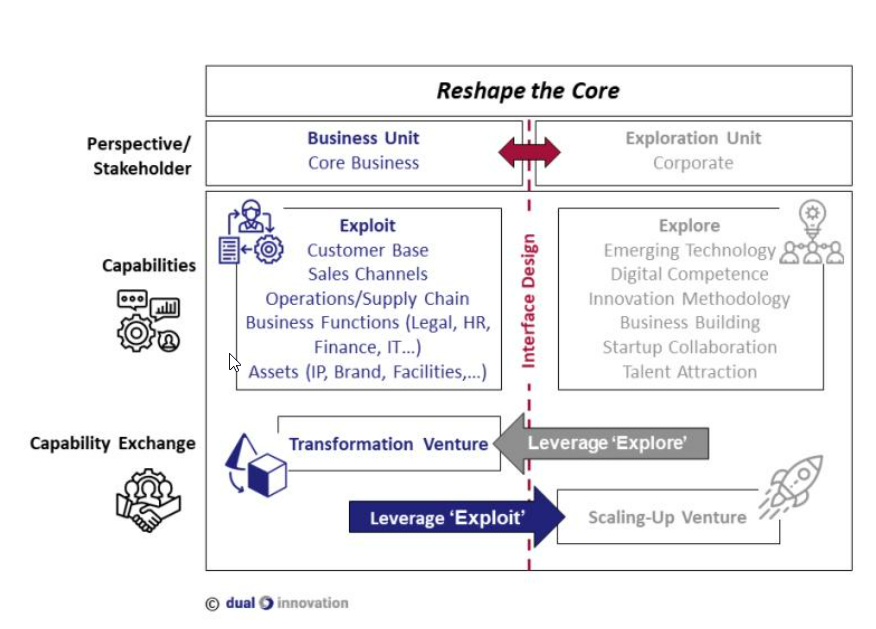 Reshape the Core
Perspective/
Stakeholder
Business Unit
Core Business
Exploration Unit
Corporate
Capabilities
Exploit
Customer Base
Sales Channels
Operations/Supply Chain
Business Functions (Legal, HR,
Finance, IT...)
Assets (IP, Brand, Facilities,...)
Interface Design
Explore
Emerging Technology
Digital Competence
Innovation Methodology
Business Building
Startup Collaboration
Talent Attraction
Capability Exchange
Transformation Venture
Leverage ‘Explore’
Leverage ‘Exploit’
Scaling-Up Venture
© dual innovation